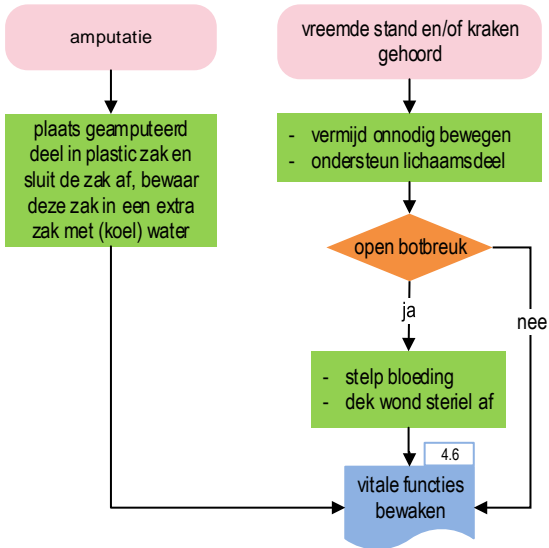 amputatie
plaats geamputeerd
deel in plastic zak en
sluit de zak af, bewaar
deze zak in een extra
zak met (koel) water
vreemde stand en/of kraken
gehoord
- vermijd onnodig bewegen
- ondersteun lichaamsdeel
open botbreuk
ja
nee
- stelp bloeding
- dek wond steriel af
4.6
vitale functies
bewaken